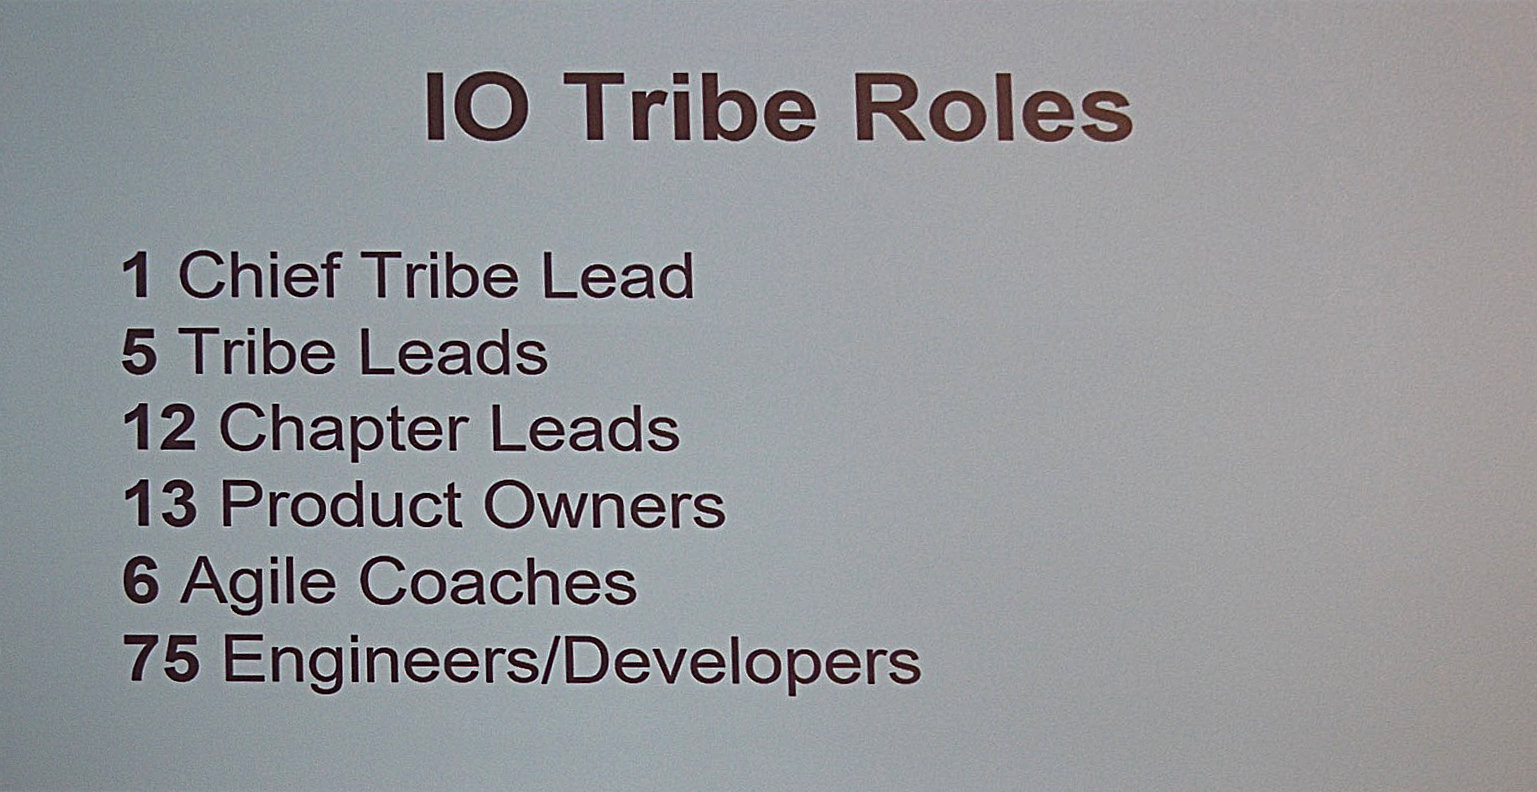 IO Tribe Roles
1 Chief Tribe Lead
5 Tribe Leads
12 Chapter Leads
13 Product Owners
6 Agile Coaches
75 Engineers/Developers